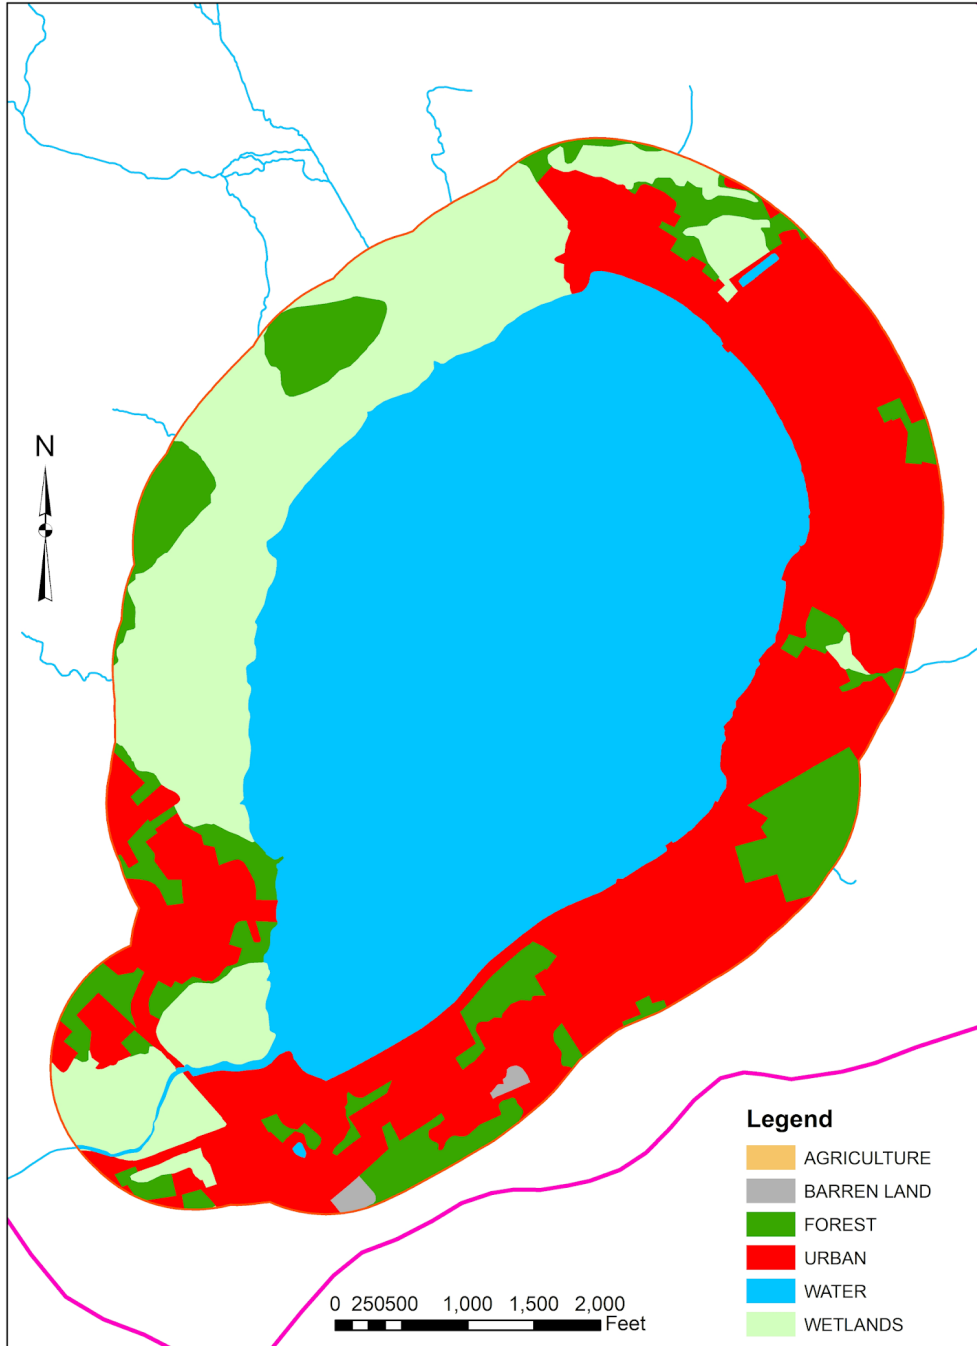 N
Legend
AGRICULTURE
BARREN LAND
FOREST
URBAN
WATER
WETLANDS
0 250500 1,000 1,500 2,000
Feet